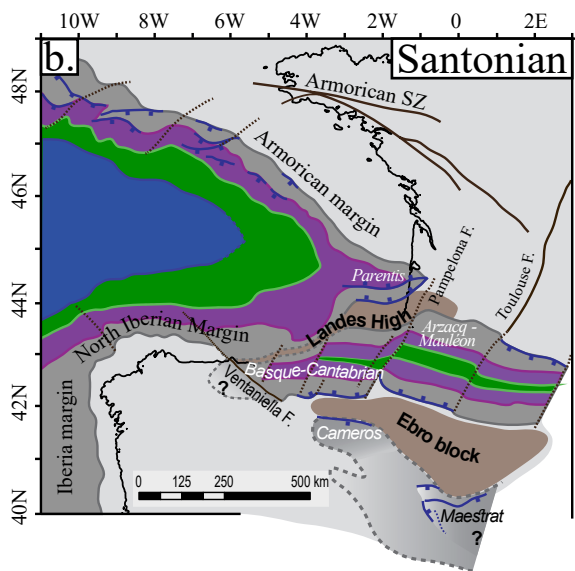 10W 8W 6W 4W 2W 0 2E
b.
Santonian
48N
Armorican SZ
Armorican margin
46N
Pampelona F.
Toulouse F.
Parentis
44N
Landes High
Arzacq -
Mauléon
North Iberian Margin
Basque-Cantabrian
Ventaniella F.
?
42N
Cameros
Ebro block
Iberia margin
0 125 250 500 km
40N
Maestrat
?